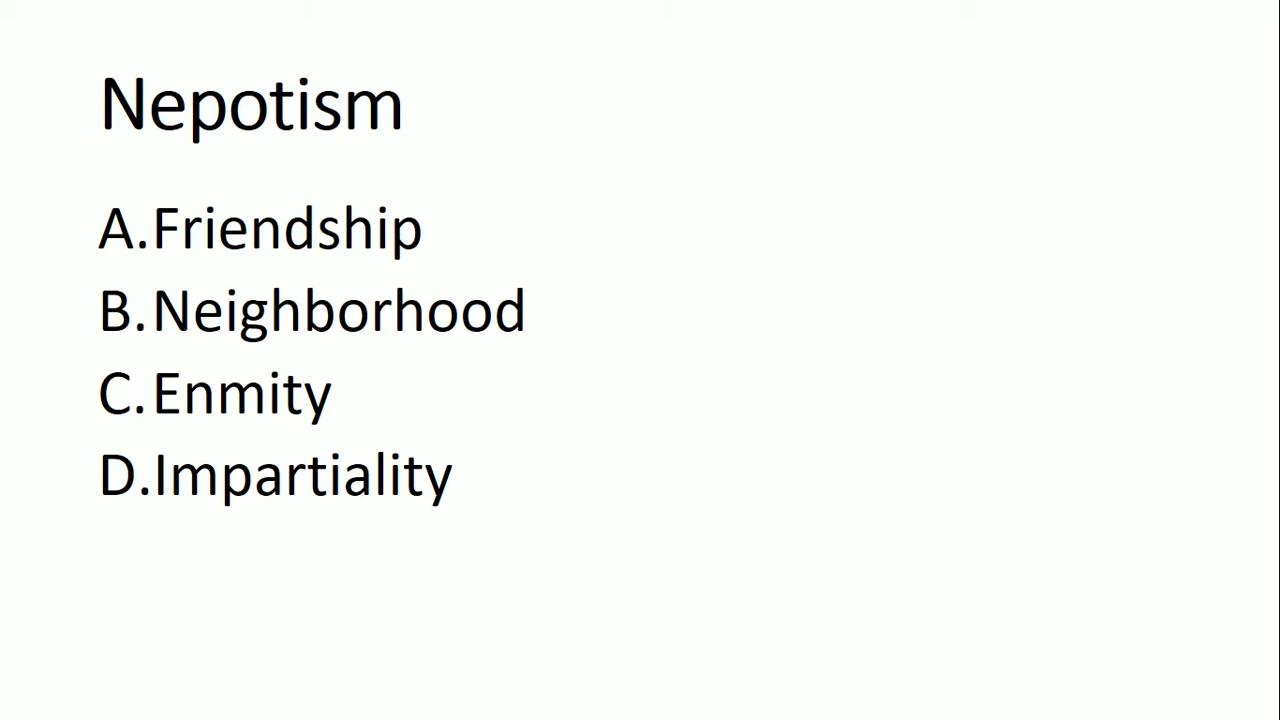 Nepotism
A.Friendship
B.Neighborhood
C.Enmity
D.Impartiality